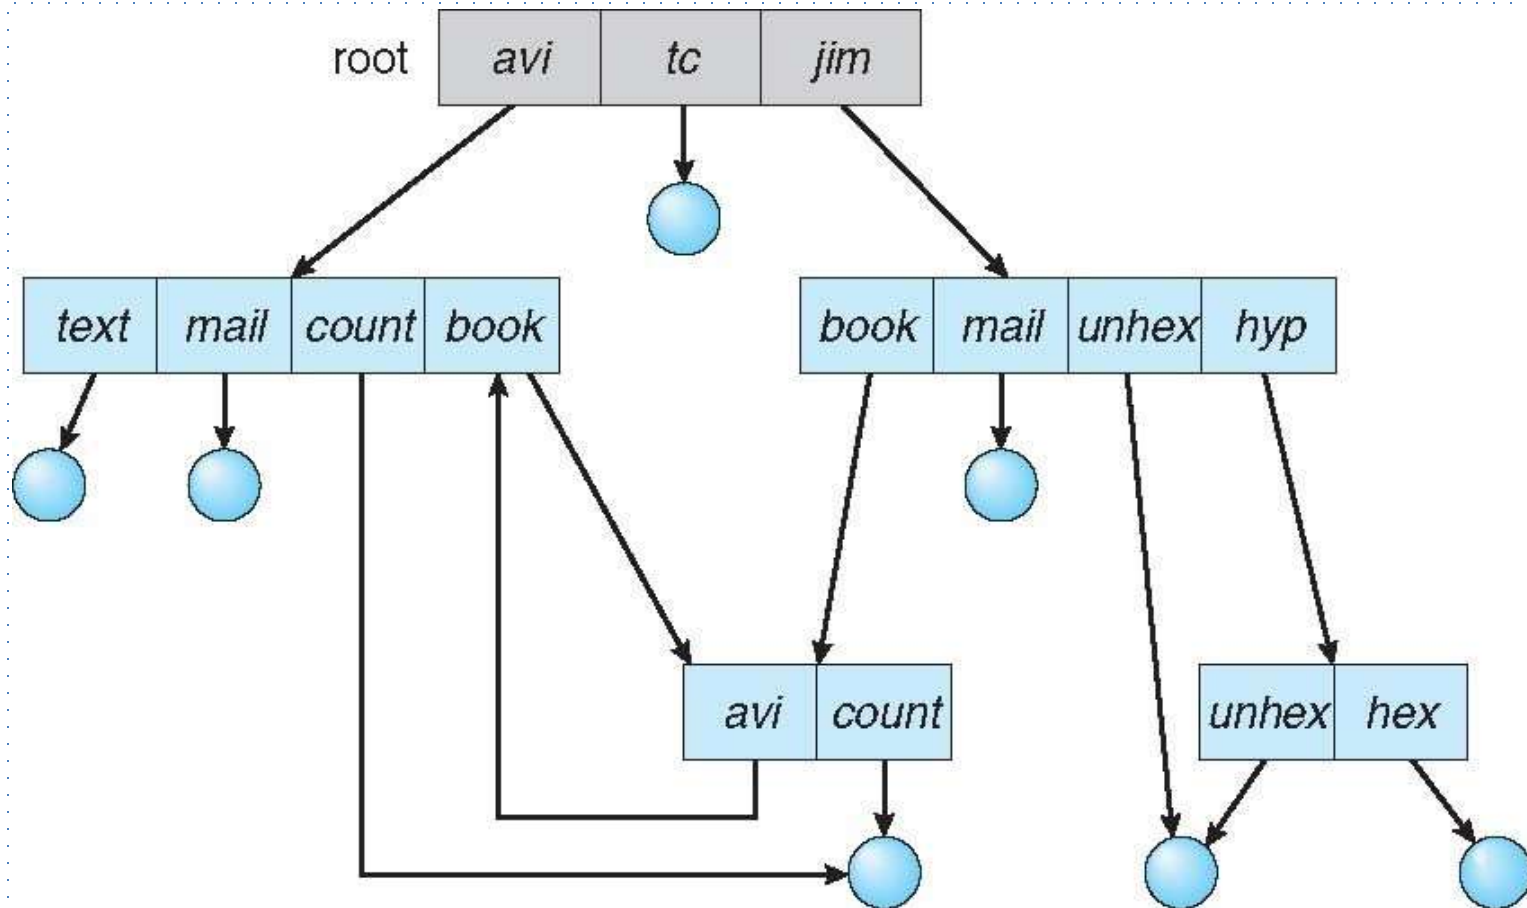 root avi tc jim
text mail count book book mail unhex hyp
avi count unhex hex